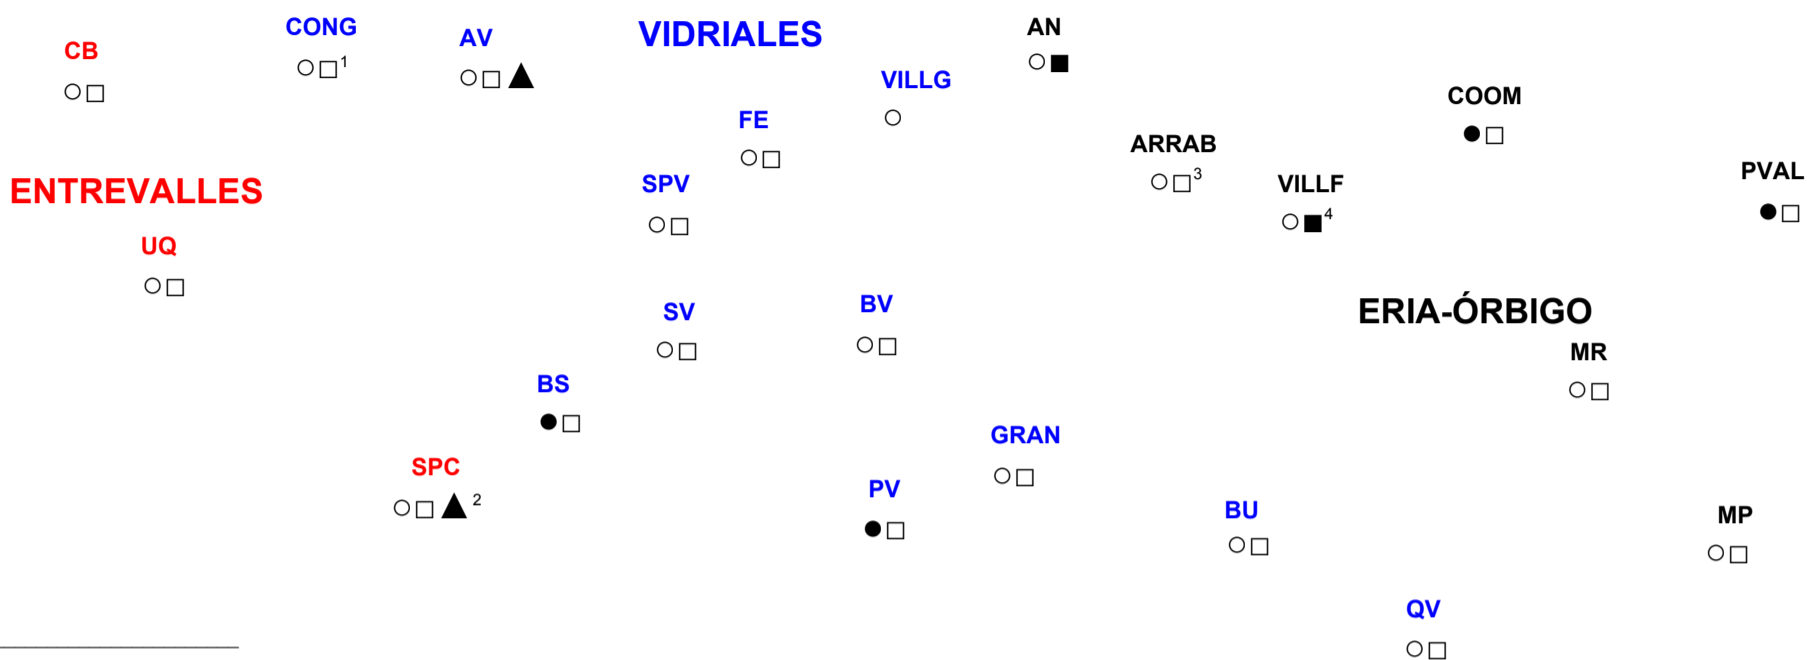 CONG
AV
VIDRIALES
AN
CB
○□¹
○□▲
○■
VILLG
○□
○
COOM
FE
●□
○□
ARRAB
PVAL
ENTREVALLES
SPV
○□³
VILLF
●□
○□
○■⁴
UQ
○□
SV
BV
ERIA-ÓRBIGO
○□
○□
MR
BS
○□
●□
GRAN
SPC
○□
○□▲²
PV
BU
MP
●□
○□
○□
QV
○□